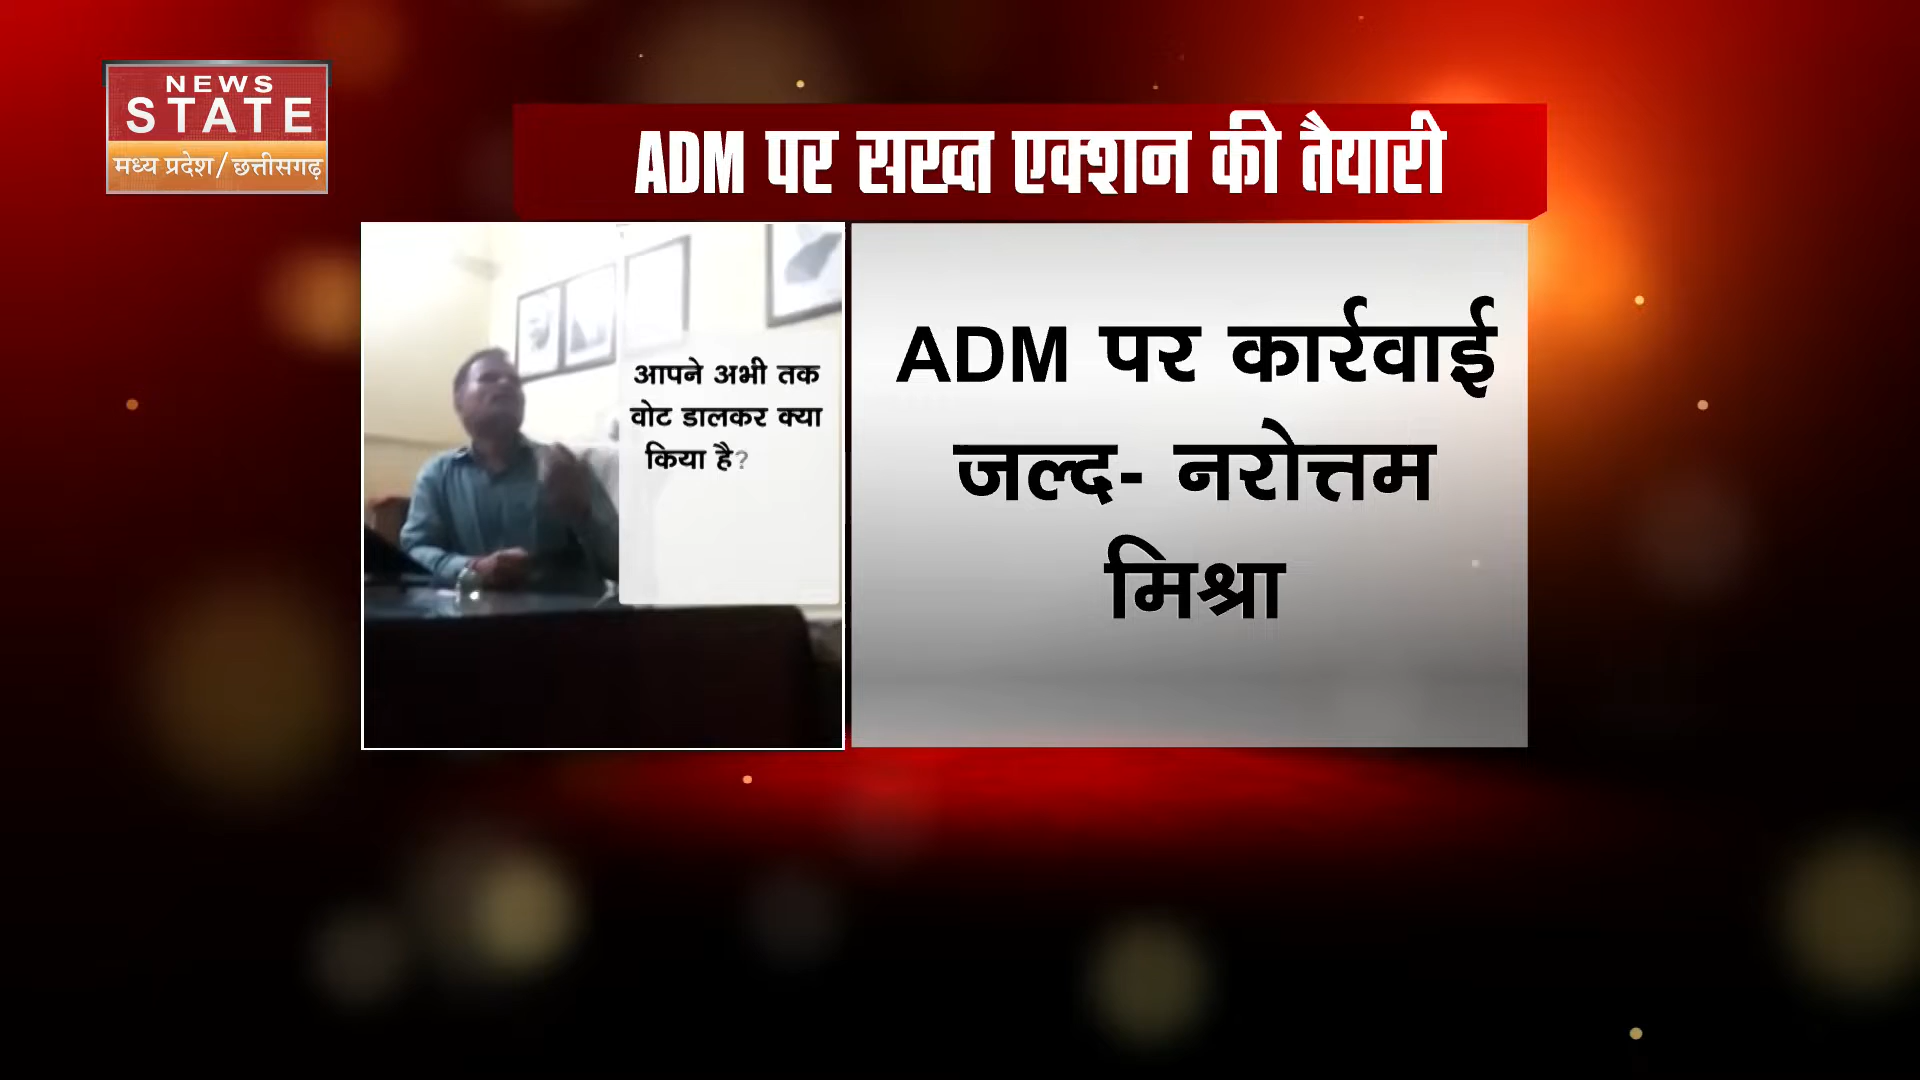 NEWS
STATE
मध्य प्रदेश/छत्तीसगढ़
ADM पर सख्त एक्शन की तैयारी
आपने अभी तक
वोट डालकर क्या
किया है?
ADM पर कार्रवाई
जल्द- नरोत्तम
मिश्रा